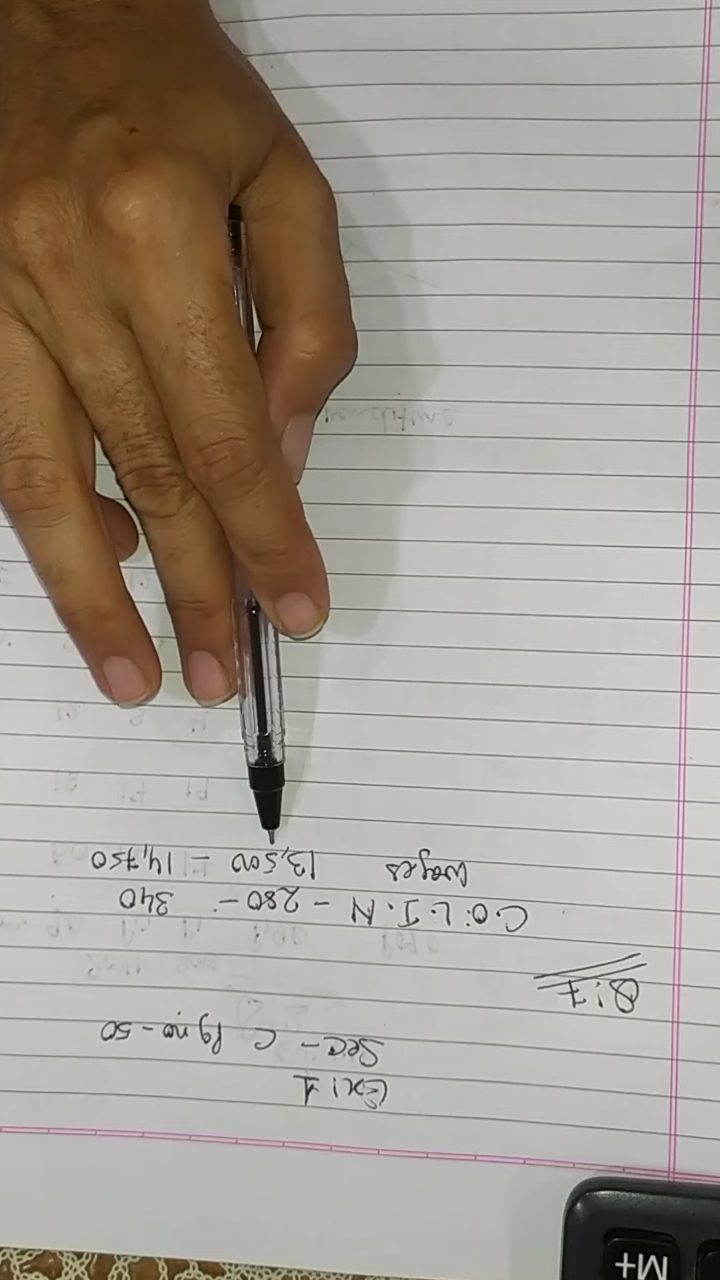 Ex: 1
Sec - C Pg no - 50
Q:7
C.O.L.I.N - 280 - 340
Wages 13,500 - 14,750
M+